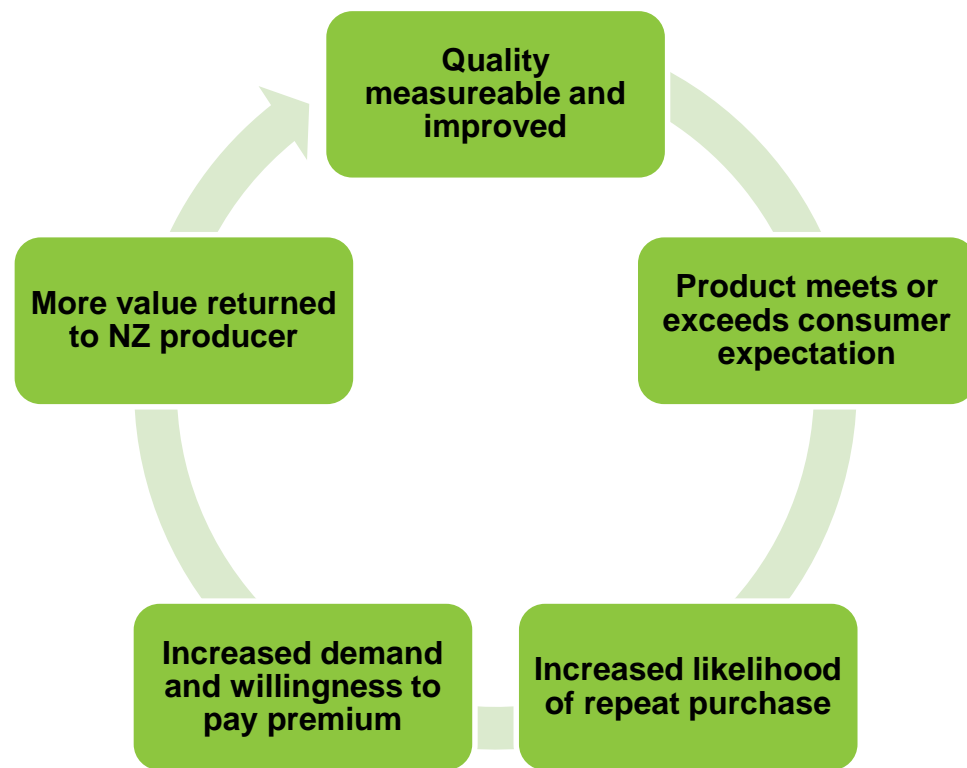 Quality
measureable and
improved
Product meets or
exceeds consumer
expectation
Increased likelihood
of repeat purchase
Increased demand
and willingness to
pay premium
More value returned
to NZ producer